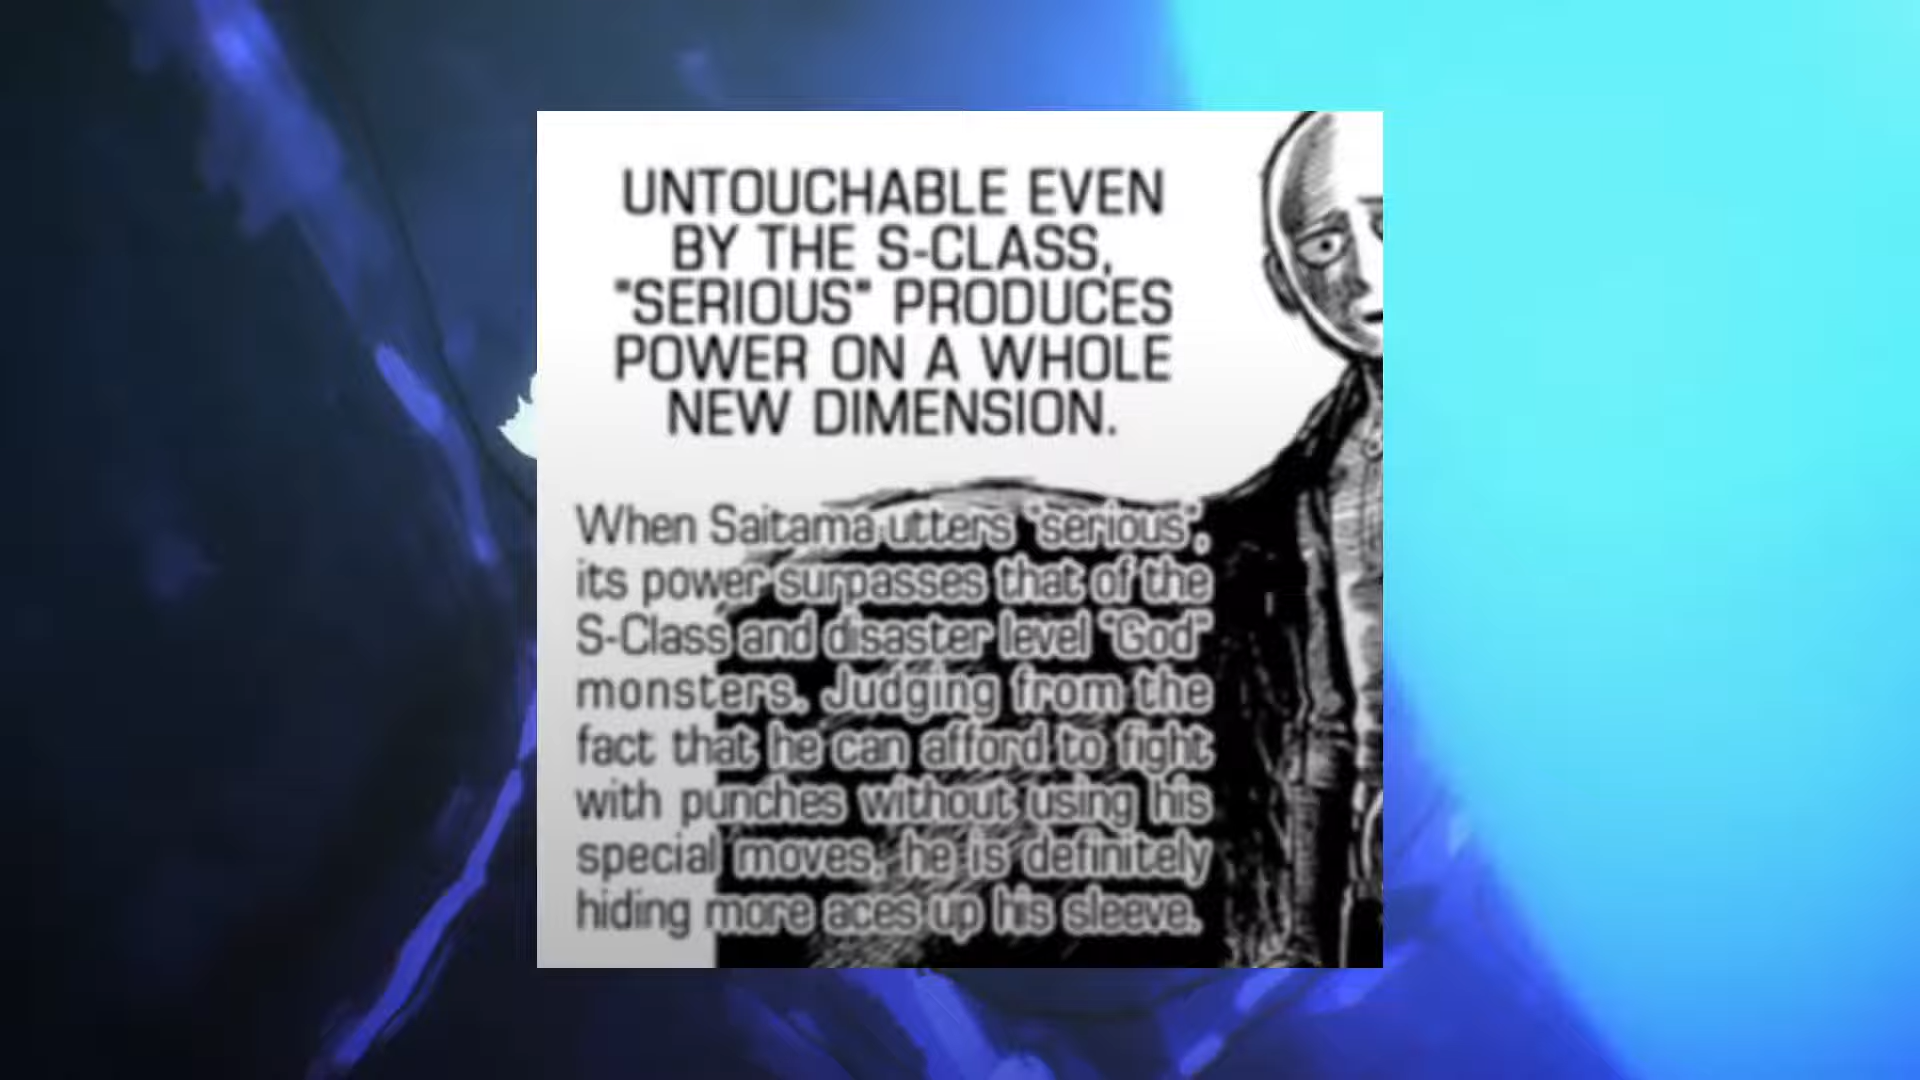 UNTOUCHABLE EVEN
BY THE S-CLASS,
"SERIOUS" PRODUCES
POWER ON A WHOLE
NEW DIMENSION.
When Saitama utters "serious",
its power surpasses that of the
S-Class and disaster level "God"
monsters. Judging from the
fact that he can afford to fight
with punches without using his
special moves, he is definitely
hiding more aces up his sleeve.